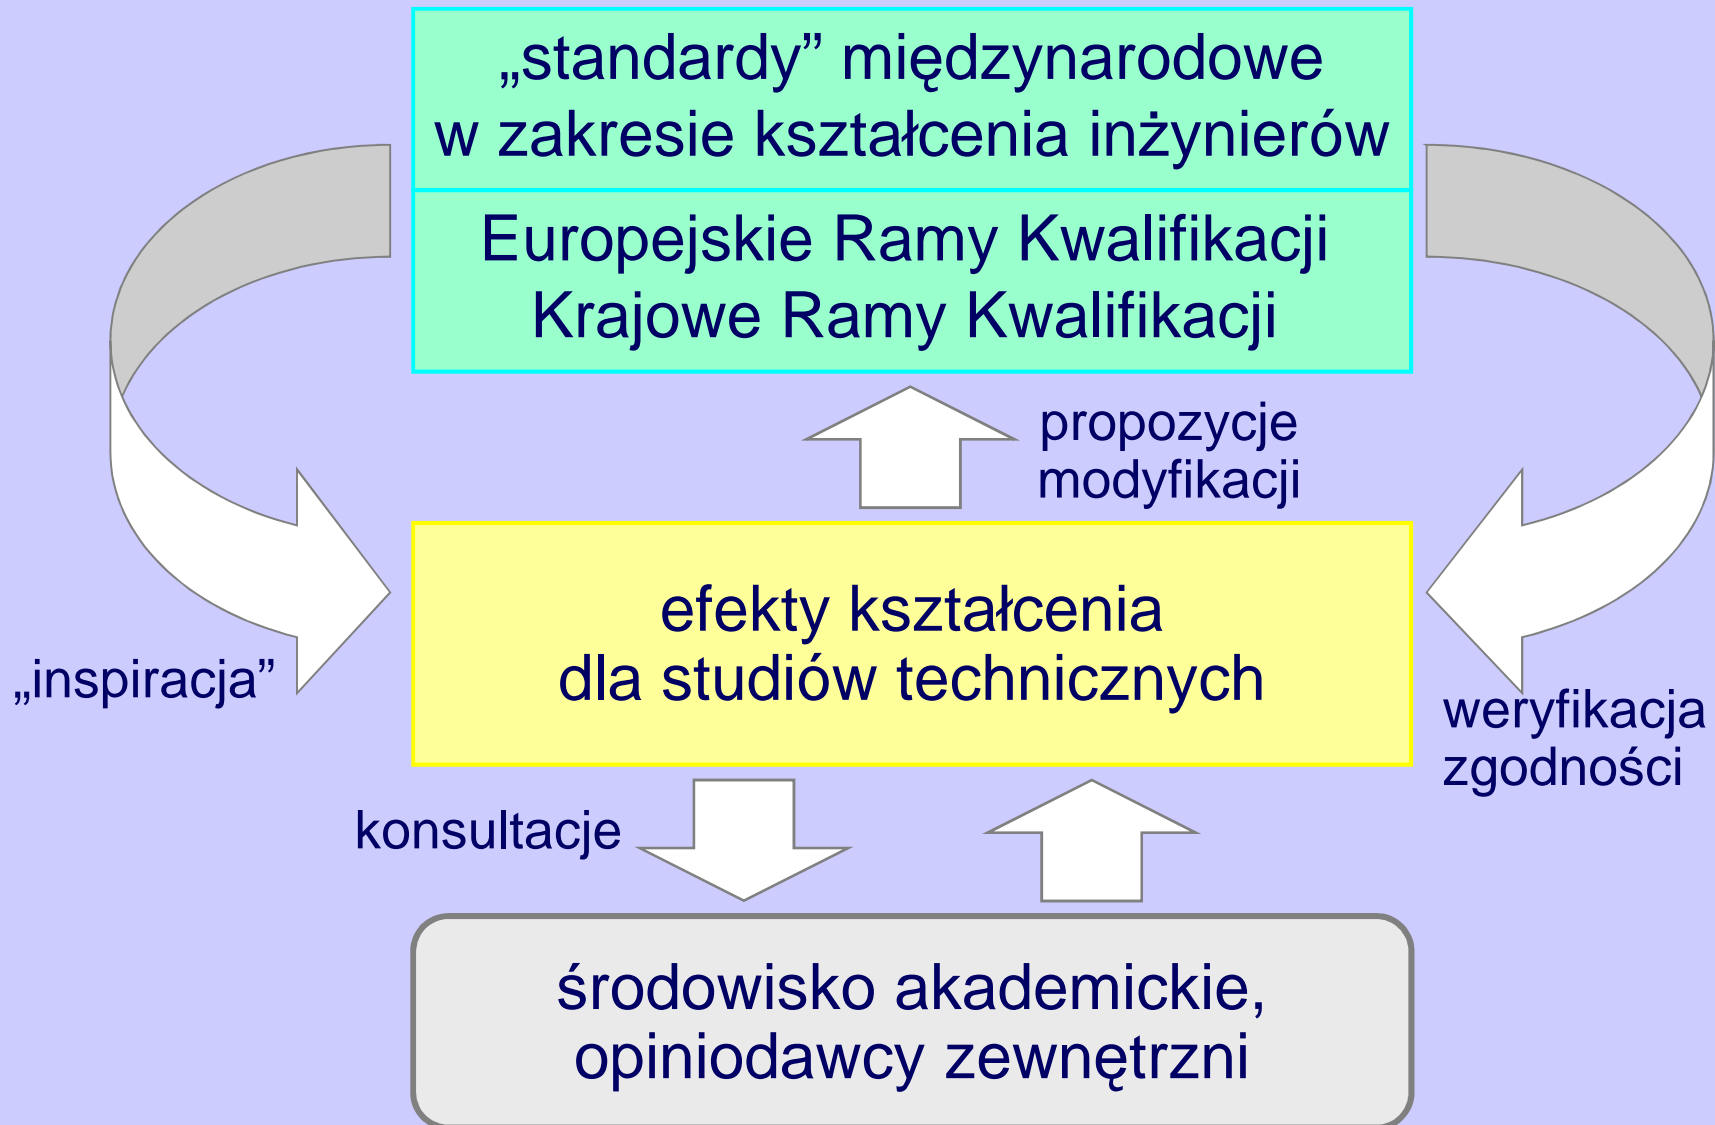 „standardy” międzynarodowe
w zakresie kształcenia inżynierów
Europejskie Ramy Kwalifikacji
Krajowe Ramy Kwalifikacji
propozycje
modyfikacji
efekty kształcenia
dla studiów technicznych
„inspiracja”
weryfikacja
zgodności
konsultacje
środowisko akademickie,
opiniodawcy zewnętrzni